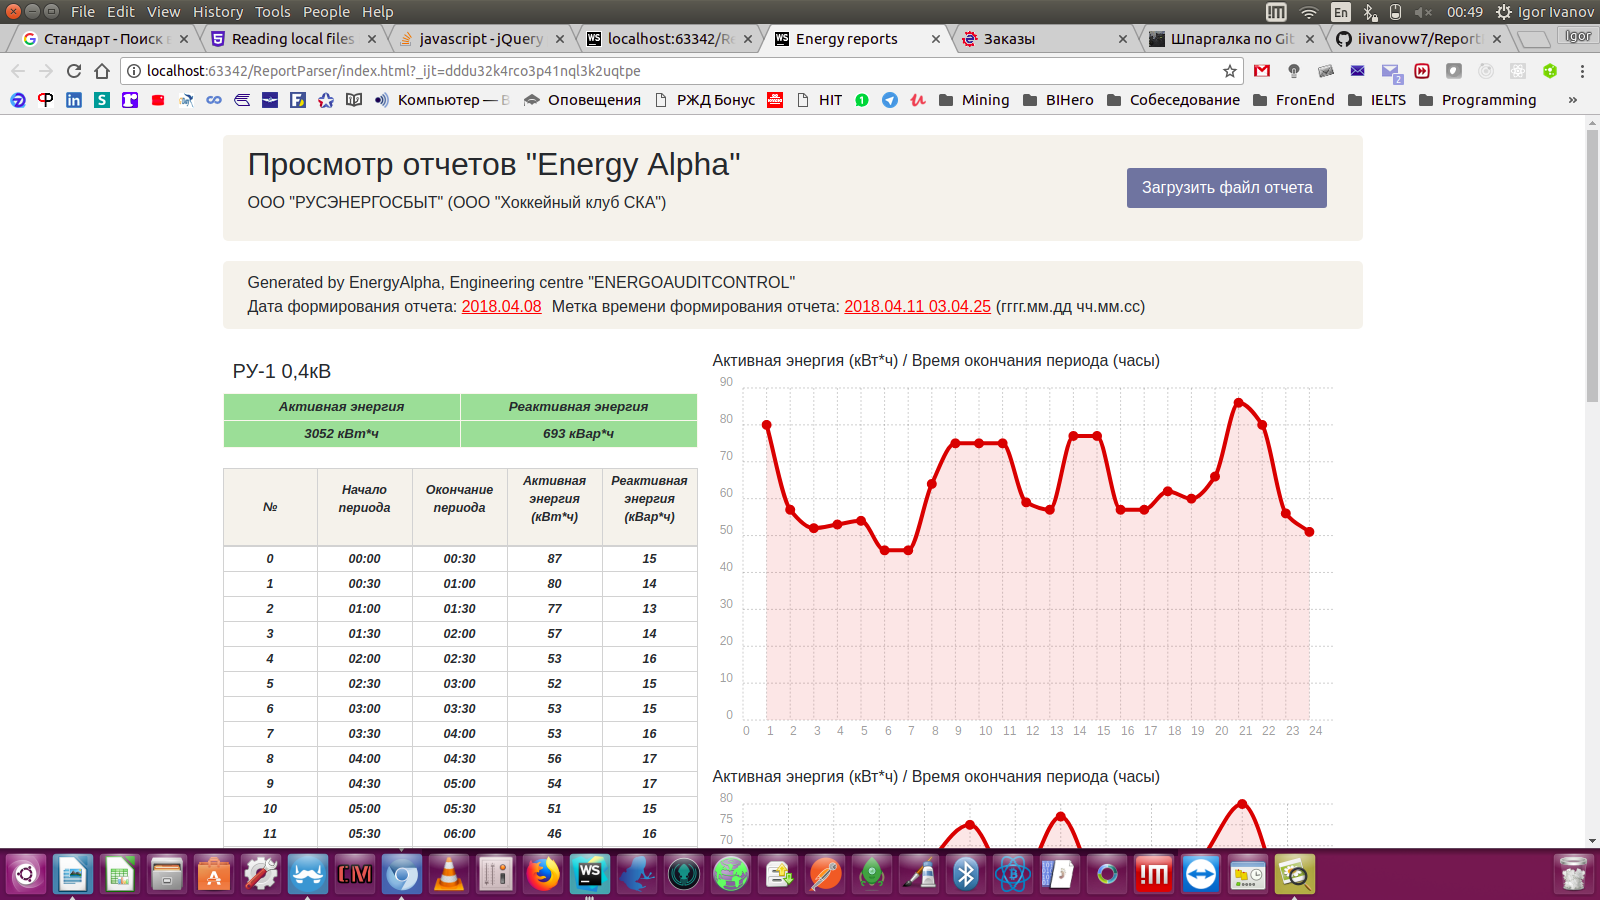 File Edit View History Tools People Help
En
00:49 Igor Ivanov
Стандарт - Поиск в
Reading local files
javascript - jQuery
localhost:63342/Re
Energy reports
Заказы
Шпаргалка по Git
iivanovw7/Report
Igor
localhost:63342/ReportParser/index.html?_ijt=dddu32k4rco3p41nql3k2uqtpe
2
Компьютер — В
Оповещения
РЖД Бонус
HIT
Mining
BIHero
Собеседование
FronEnd
IELTS
Programming
»
Просмотр отчетов "Energy Alpha"
ООО "РУСЭНЕРГОСБЫТ" (ООО "Хоккейный клуб СКА")
Загрузить файл отчета
Generated by EnergyAlpha, Engineering centre "ENERGOAUDITCONTROL"
Дата формирования отчета: 2018.04.08 Метка времени формирования отчета: 2018.04.11 03.04.25 (гггг.мм.дд чч.мм.сс)
РУ-1 0,4кВ
Активная энергия Реактивная энергия
3052 кВт*ч 693 кВар*ч
№ Начало периода Окончание периода Активная энергия (кВт*ч) Реактивная энергия (кВар*ч)
0 00:00 00:30 87 15
1 00:30 01:00 80 14
2 01:00 01:30 77 13
3 01:30 02:00 57 14
4 02:00 02:30 53 16
5 02:30 03:00 52 15
6 03:00 03:30 53 15
7 03:30 04:00 53 16
8 04:00 04:30 56 17
9 04:30 05:00 54 17
10 05:00 05:30 51 15
11 05:30 06:00 46 16
Активная энергия (кВт*ч) / Время окончания периода (часы)
90
80
70
60
50
40
30
20
10
0
0 1 2 3 4 5 6 7 8 9 10 11 12 13 14 15 16 17 18 19 20 21 22 23 24
Активная энергия (кВт*ч) / Время окончания периода (часы)
80
75
70